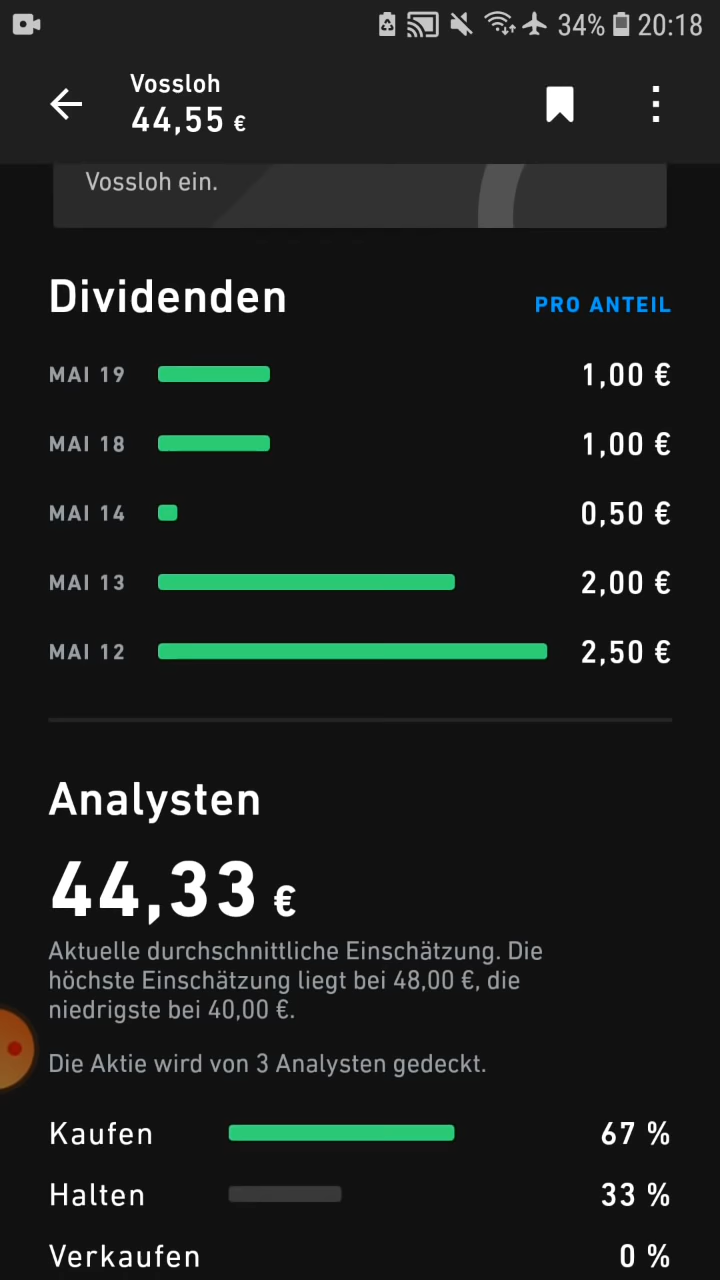 34% 20:18
Vossloh
44,55 €
Vossloh ein.
Dividenden PRO ANTEIL
MAI 19 1,00 €
MAI 18 1,00 €
MAI 14 0,50 €
MAI 13 2,00 €
MAI 12 2,50 €
Analysten
44,33 €
Aktuelle durchschnittliche Einschätzung. Die
höchste Einschätzung liegt bei 48,00 €, die
niedrigste bei 40,00 €.
Die Aktie wird von 3 Analysten gedeckt.
Kaufen 67 %
Halten 33 %
Verkaufen 0 %